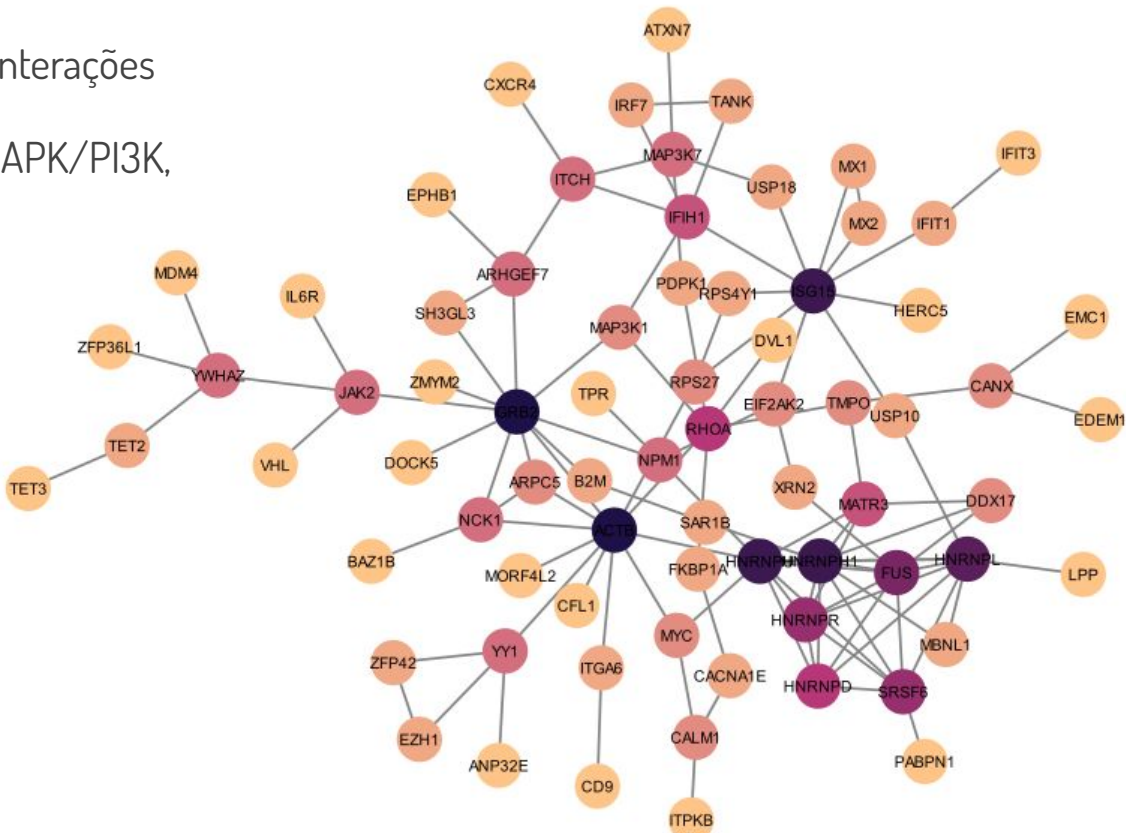 nterações
APK/PI3K,
ATXN7
CXCR4
IRF7
TANK
MAP3K7
IFIT3
ITCH
USP18
MX1
EPHB1
IFIH1
MX2
IFIT1
MDM4
ARHGEF7
IL6R
PDPK1
RPS4Y1
ISG15
SH3GL3
MAP3K1
HERC5
EMC1
ZFP36L1
DVL1
YWHAZ
JAK2
ZMYM2
TPR
RPS27
CANX
GRB2
EIF2AK2
TMPO
USP10
EDEM1
RHOA
TET2
DOCK5
NPM1
VHL
ARPC5
B2M
XRN2
TET3
MATR3
DDX17
NCK1
ACTB
SAR1B
BAZ1B
MORF4L2
FKBP1A
HNRNPH1
FUS
HNRNPL
LPP
CFL1
HNRNPR
MYC
MBNL1
YY1
ZFP42
ITGA6
CACNA1E
HNRNPD
SRSF6
EZH1
CALM1
ANP32E
PABPN1
CD9
ITPKB